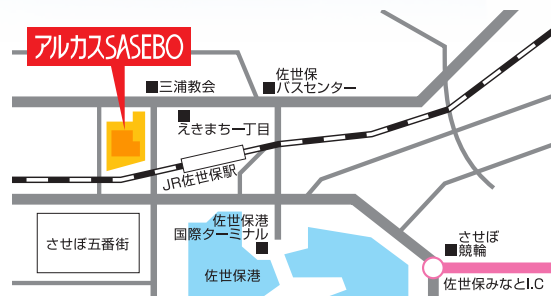 アルカスSASEBO
三浦教会
佐世保
バスセンター
えきまち一丁目
JR佐世保駅
させぼ五番街
佐世保港
国際ターミナル
佐世保港
させぼ
競輪
佐世保みなとI.C